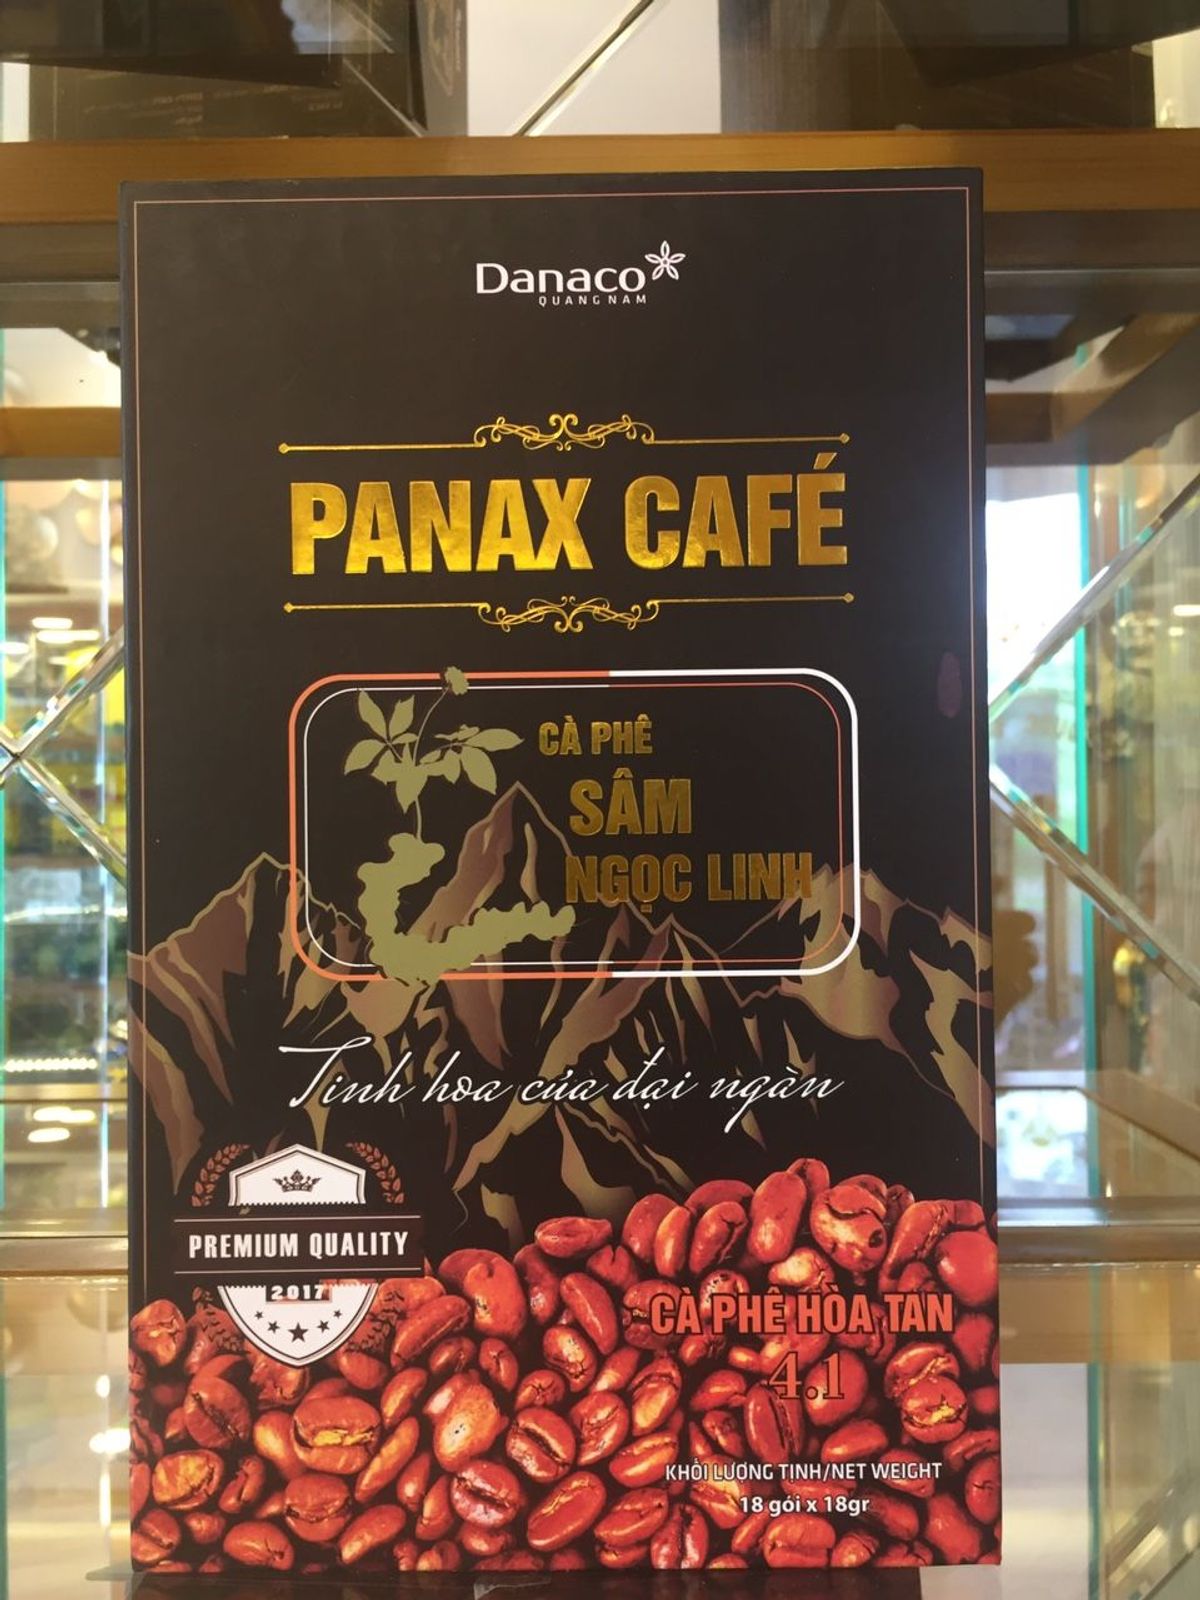 Danaco
QUANG NAM
PANAX CAFÉ
CÀ PHÊ
SÂM
NGỌC LINH
Tinh hoa của đại ngàn
PREMIUM QUALITY
2017
CÀ PHÊ HÒA TAN
4.1
KHỐI LƯỢNG TỊNH/NET WEIGHT
18 gói x 18gr